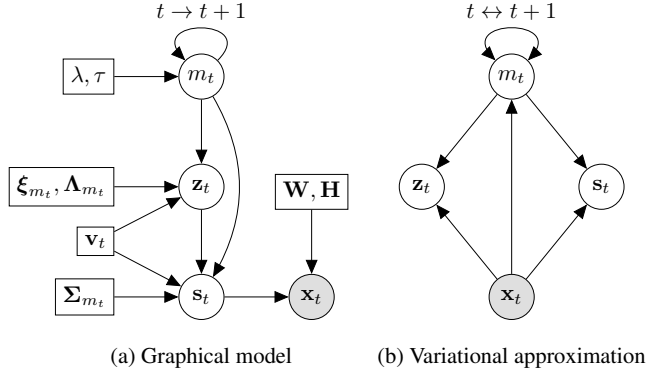 t → t + 1
λ, τ
m_t
ξ_{m_t}, Λ_{m_t}
z_t
W, H
v_t
Σ_{m_t}
s_t
x_t
(a) Graphical model
t ↔ t + 1
m_t
z_t
s_t
x_t
(b) Variational approximation